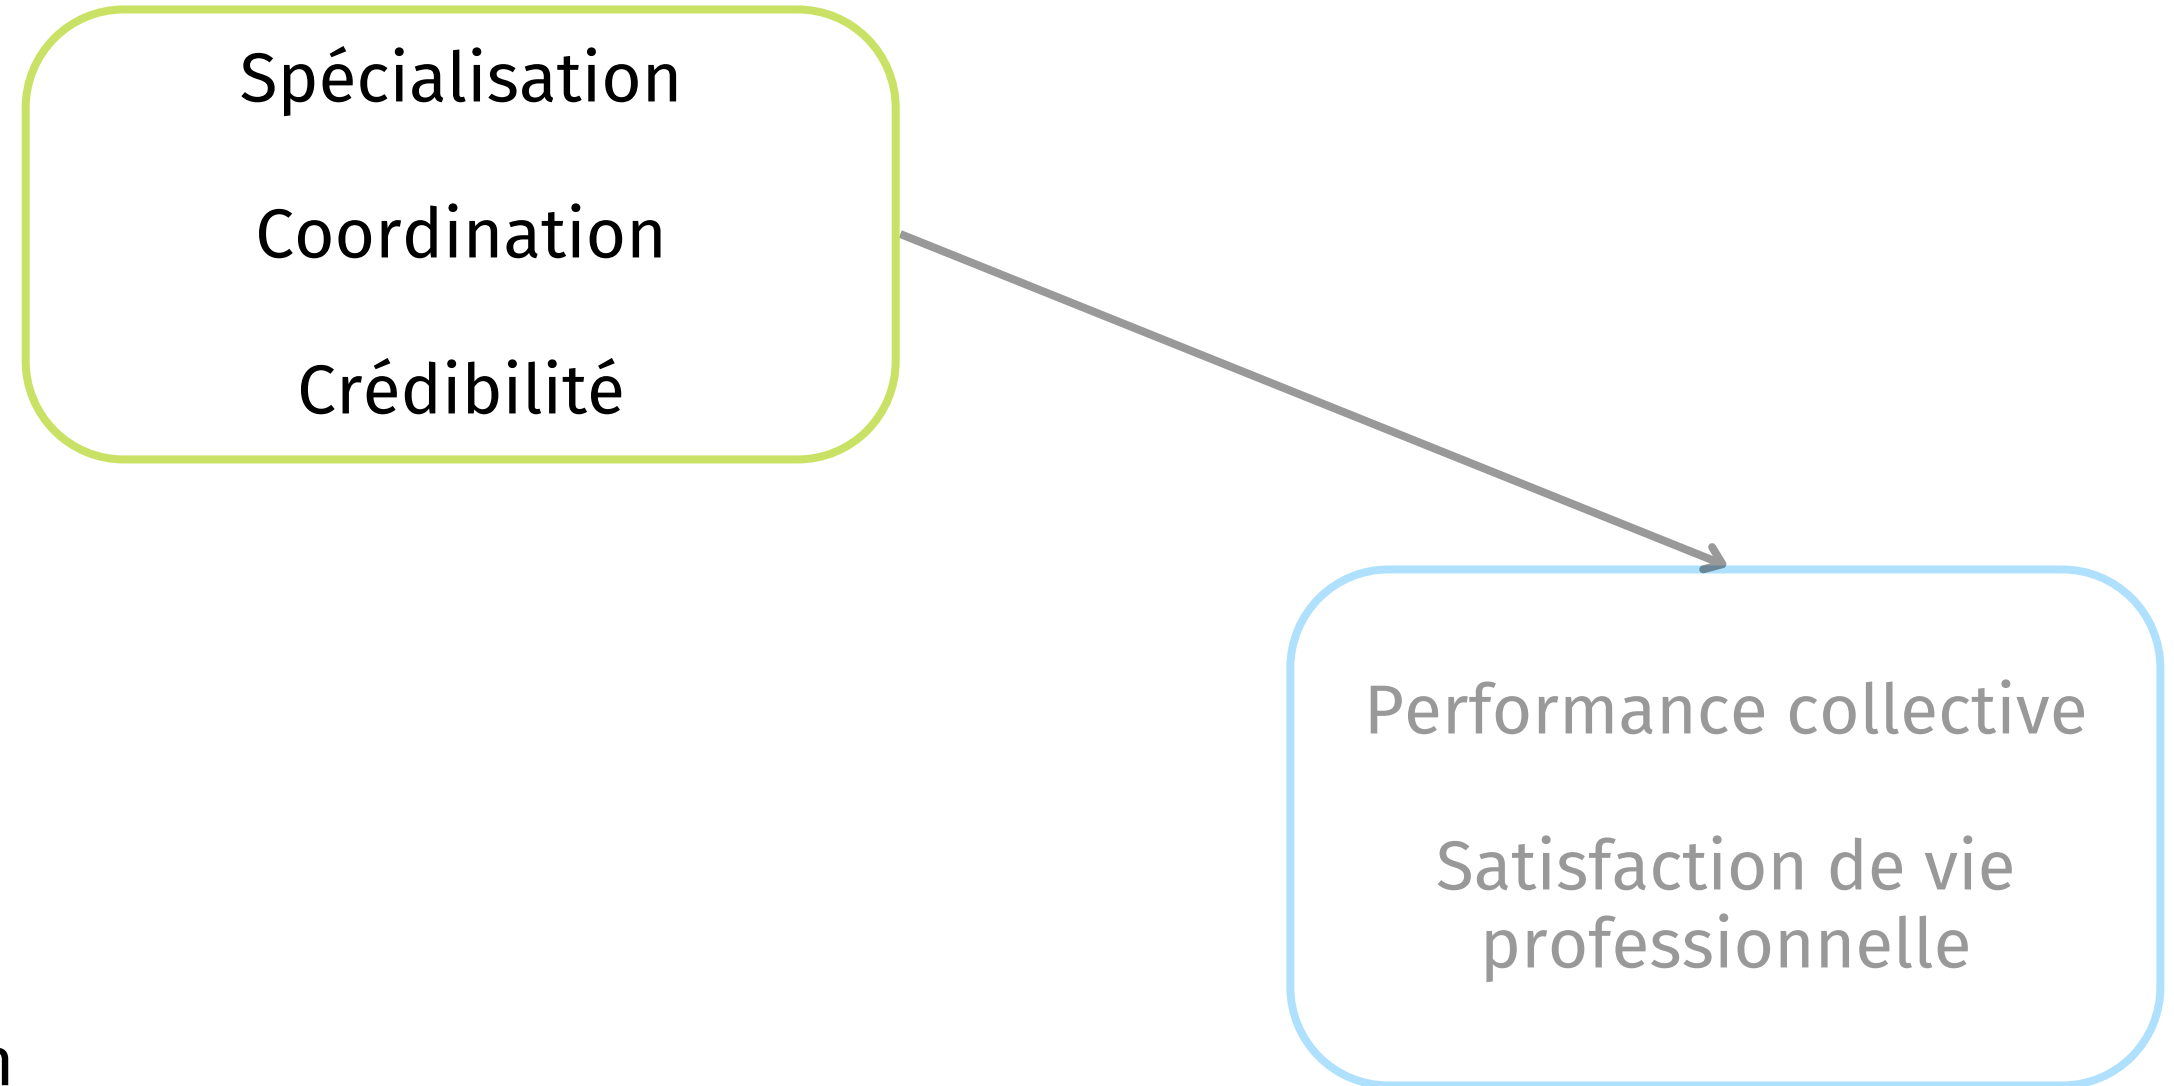 Spécialisation
Coordination
Crédibilité
Performance collective
Satisfaction de vie
professionnelle